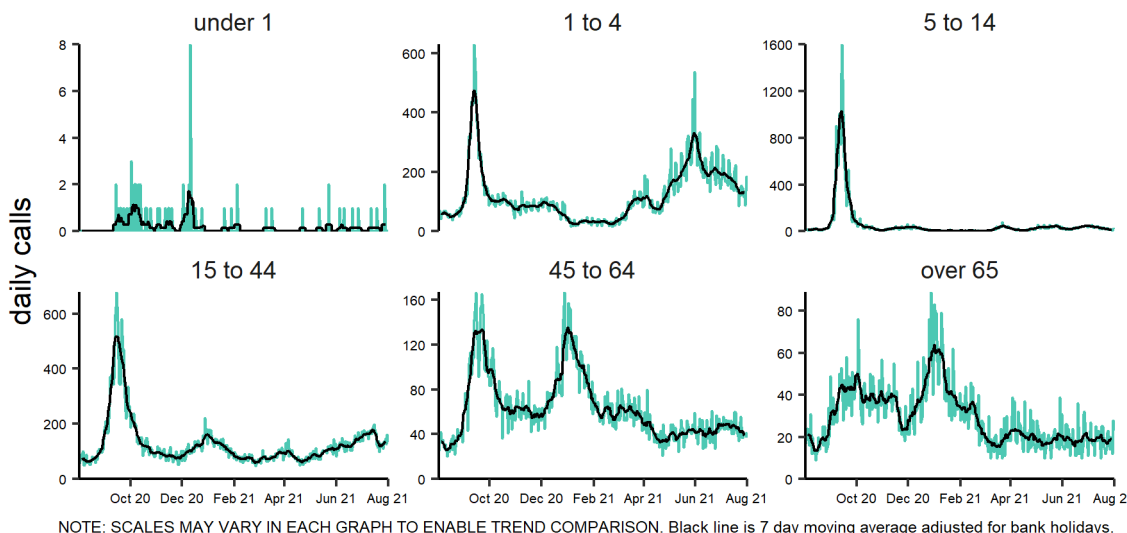 under 1
1 to 4
5 to 14
8
6
4
2
0
600
400
200
0
1600
1200
800
400
0
daily calls
15 to 44
45 to 64
over 65
600
400
200
0
160
120
80
40
0
80
60
40
20
0
Oct 20 Dec 20 Feb 21 Apr 21 Jun 21 Aug 21
Oct 20 Dec 20 Feb 21 Apr 21 Jun 21 Aug 21
Oct 20 Dec 20 Feb 21 Apr 21 Jun 21 Aug 2
NOTE: SCALES MAY VARY IN EACH GRAPH TO ENABLE TREND COMPARISON. Black line is 7 day moving average adjusted for bank holidays.